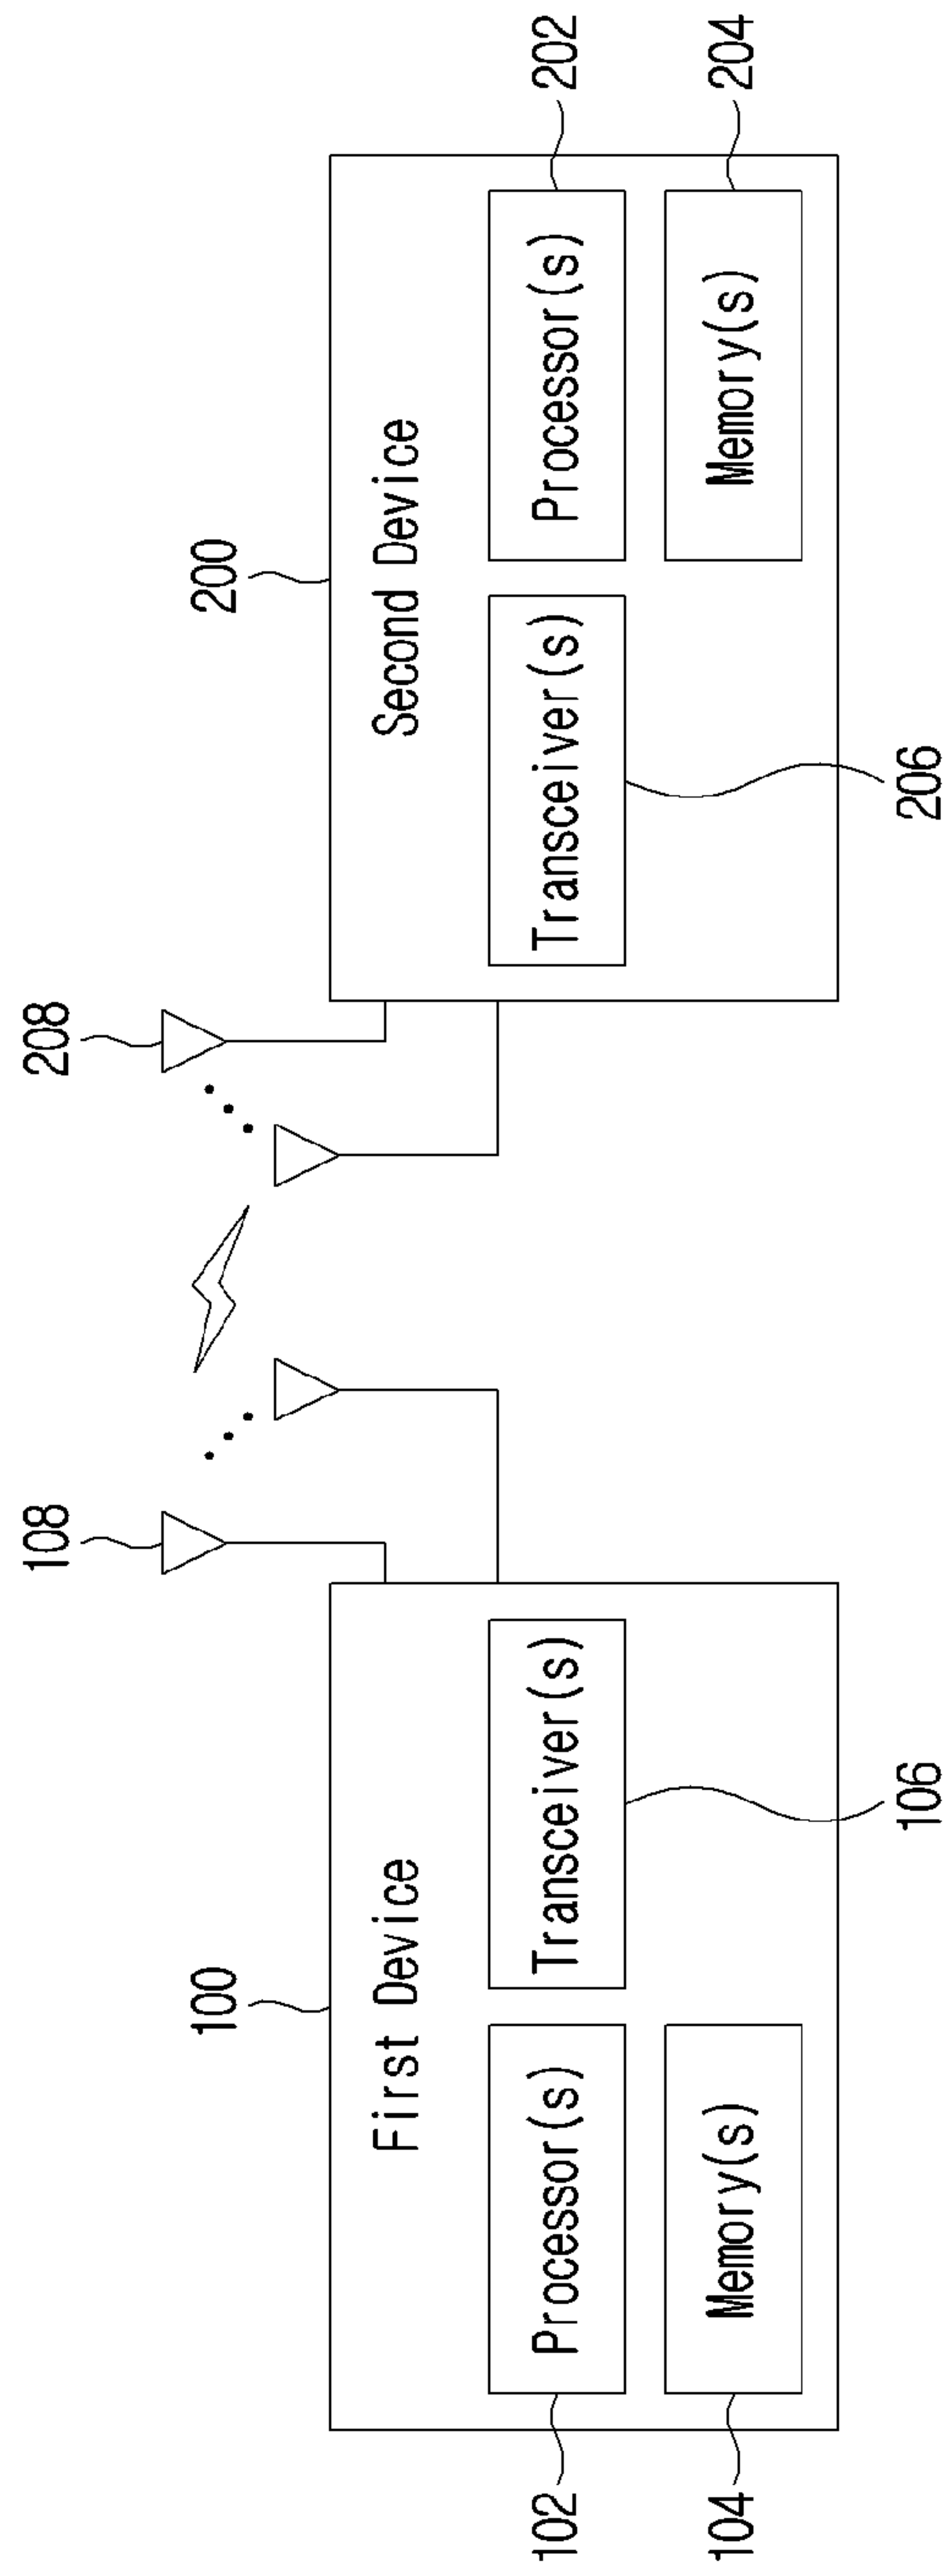 108
208
100
200
First Device
Second Device
102
Processor(s)
Transceiver(s)
Transceiver(s)
Processor(s)
202
104
Memory(s)
Memory(s)
204
106
206